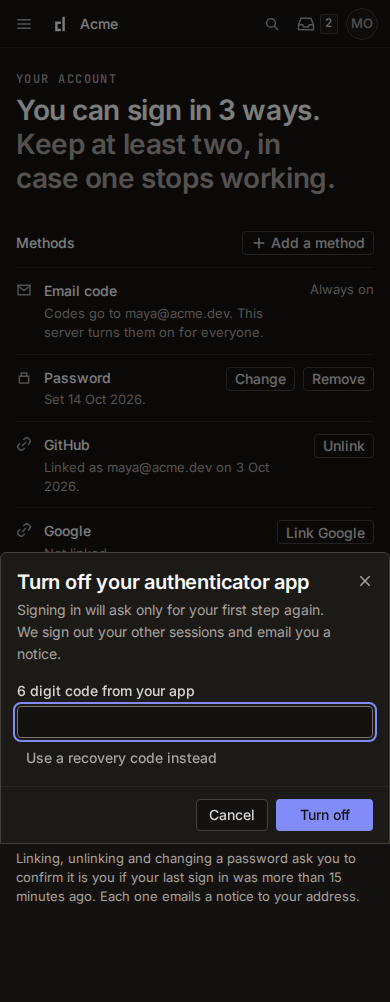 Acme
2
MO
YOUR ACCOUNT
You can sign in 3 ways.
Keep at least two, in
case one stops working.
Methods
Add a method
Email code
Always on
Codes go to maya@acme.dev. This
server turns them on for everyone.
Password
Change
Remove
Set 14 Oct 2026.
GitHub
Unlink
Linked as maya@acme.dev on 3 Oct
2026.
Google
Link Google
Not linked
Turn off your authenticator app
Signing in will ask only for your first step again.
We sign out your other sessions and email you a
notice.
6 digit code from your app
Use a recovery code instead
Cancel
Turn off
Linking, unlinking and changing a password ask you to
confirm it is you if your last sign in was more than 15
minutes ago. Each one emails a notice to your address.